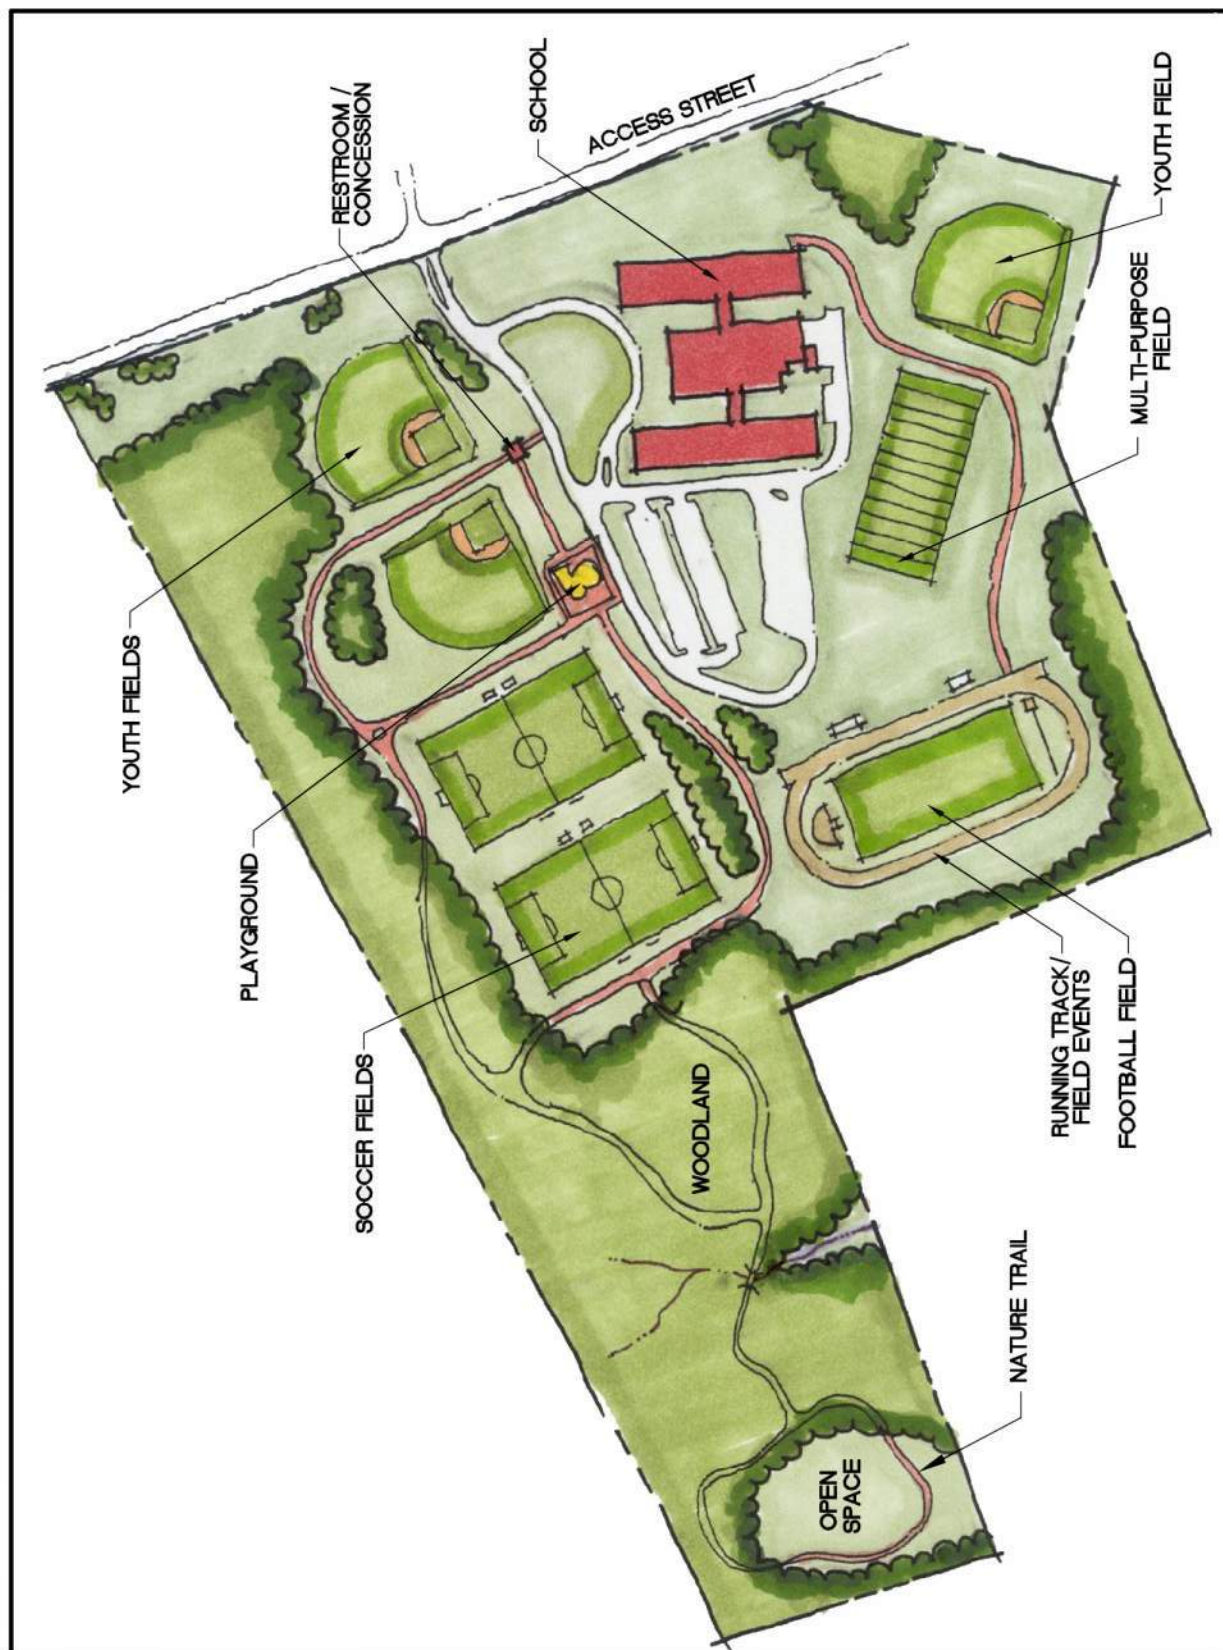 YOUTH FIELDS
PLAYGROUND
SOCCER FIELDS
RESTROOM /
CONCESSION
SCHOOL
ACCESS STREET
YOUTH FIELD
MULTI-PURPOSE
FIELD
RUNNING TRACK/
FIELD EVENTS
FOOTBALL FIELD
WOODLAND
NATURE TRAIL
OPEN
SPACE